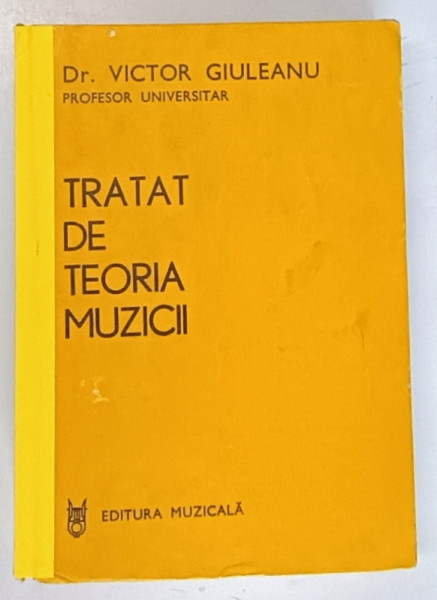 Dr. VICTOR GIULEANU
PROFESOR UNIVERSITAR
TRATAT
DE
TEORIA
MUZICII
EDITURA MUZICALĂ